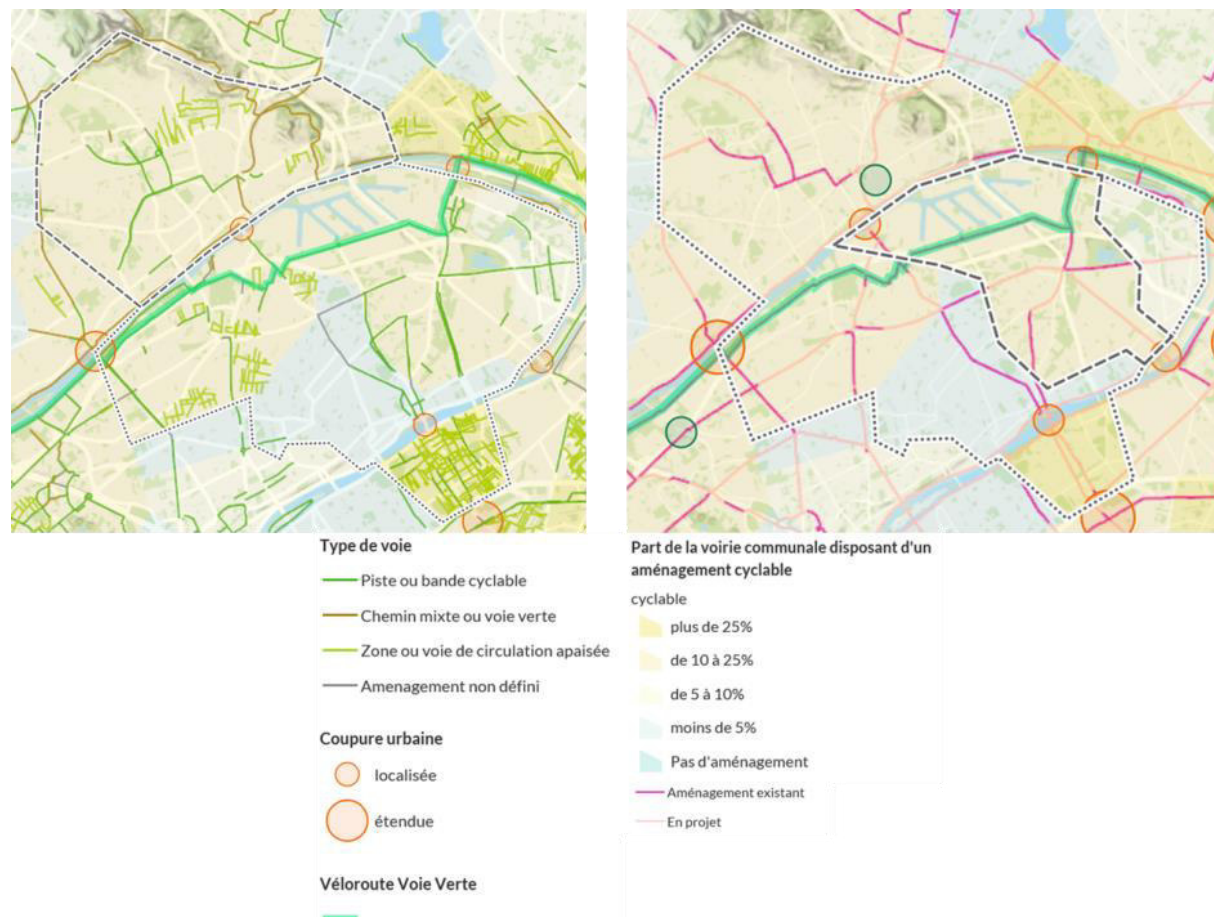 Type de voie
Piste ou bande cyclable
Chemin mixte ou voie verte
Zone ou voie de circulation apaisée
Amenagement non défini
Coupure urbaine
localisée
étendue
Véloroute Voie Verte
Part de la voirie communale disposant d'un
aménagement cyclable
cyclable
plus de 25%
de 10 à 25%
de 5 à 10%
moins de 5%
Pas d'aménagement
Aménagement existant
En projet